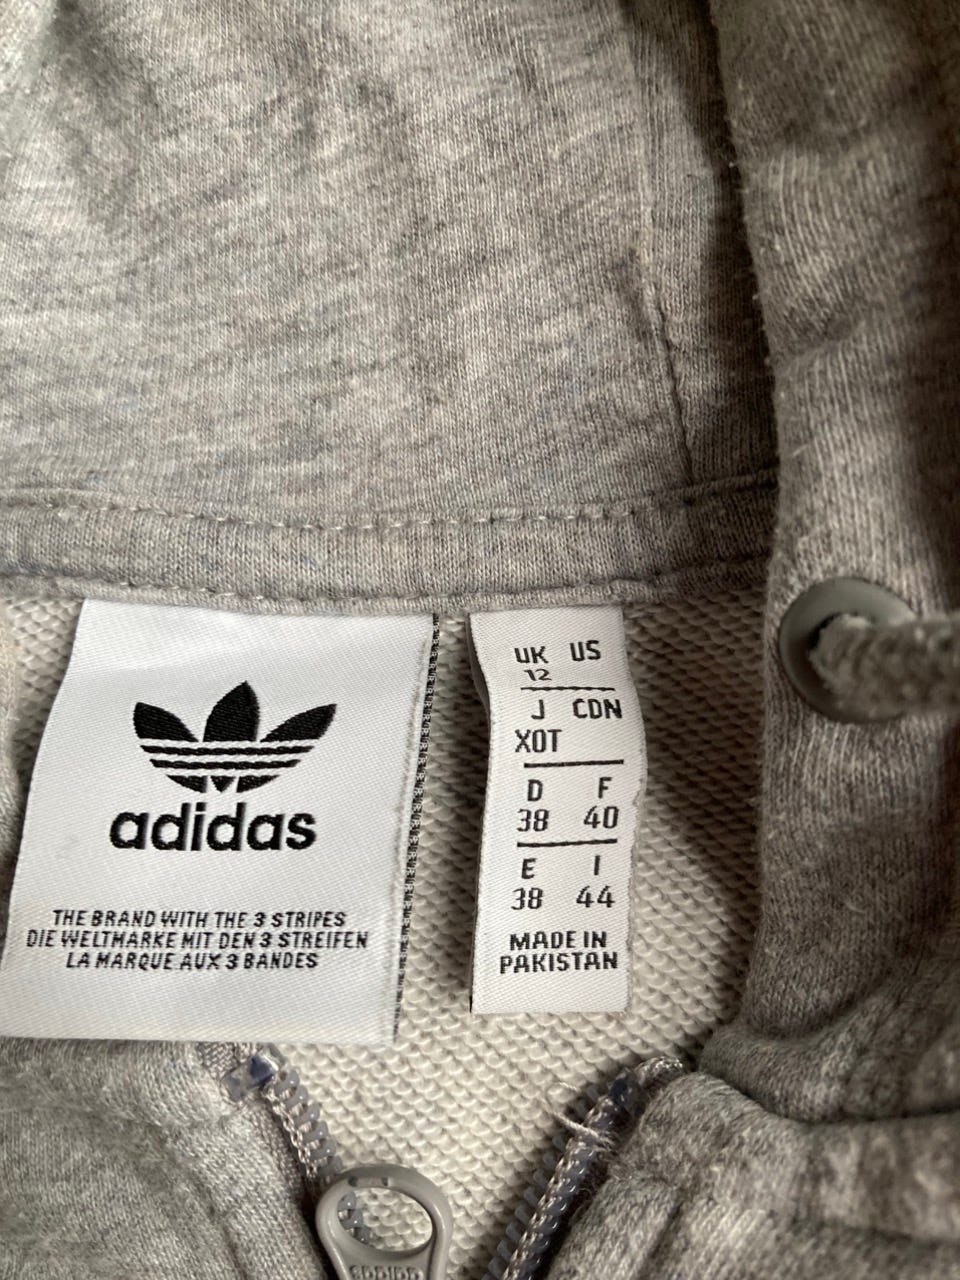 adidas
THE BRAND WITH THE 3 STRIPES
DIE WELTMARKE MIT DEN 3 STREIFEN
LA MARQUE AUX 3 BANDES
UK US
12
J CDN
XOT
D F
38 40
E I
38 44
MADE IN
PAKISTAN
adidas